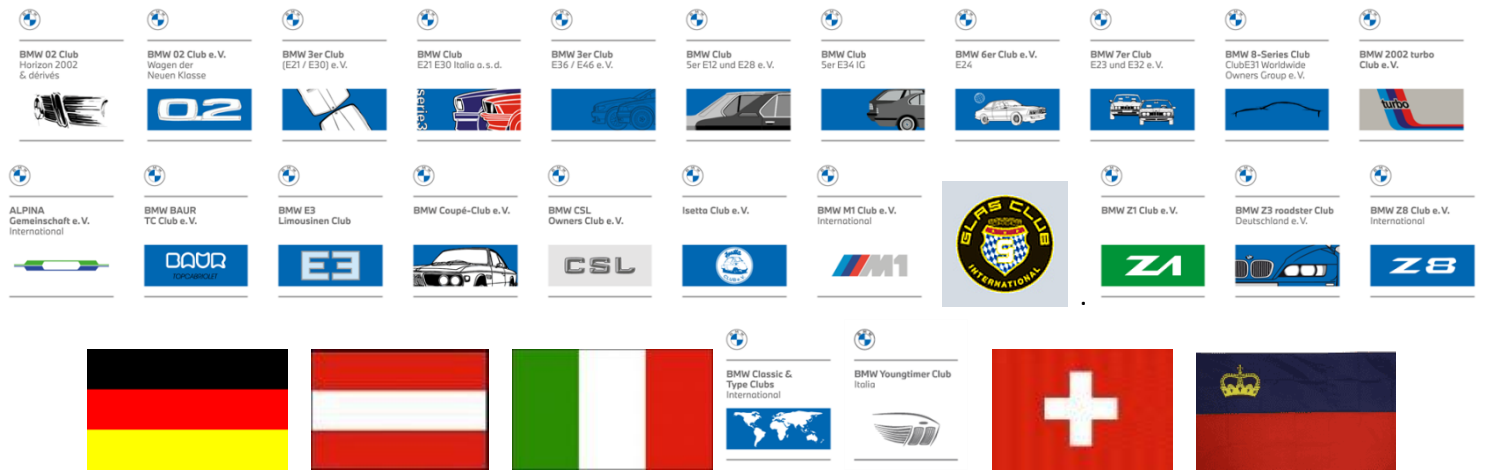 BMW 02 Club
Horizon 2002
& dérivés
BMW 02 Club e. V.
Wagen der
Neuen Klasse
02
BMW 3er Club
(E21 / E30) e. V.
BMW Club
E21 E30 Italia a. s. d.
serie3
BMW 3er Club
E36 / E46 e. V.
BMW Club
5er E12 und E28 e. V.
BMW Club
5er E34 IG
BMW 6er Club e. V.
E24
BMW 7er Club
E23 und E32 e. V.
BMW 8-Series Club
ClubE31 Worldwide
Owners Group e. V.
BMW 2002 turbo
Club e. V.
turbo
ALPINA
Gemeinschaft e. V.
International
BMW BAUR
TC Club e. V.
BAUR
TOPCABRIOLET
BMW E3
Limousinen Club
E3
BMW Coupé-Club e. V.
BMW CSL
Owners Club e. V.
CSL
Isetta Club e. V.
BMW M1 Club e. V.
International
M1
GLAS CLUB
INTERNATIONAL
.
BMW Z1 Club e. V.
Z1
BMW Z3 roadster Club
Deutschland e. V.
BMW Z8 Club e. V.
International
Z8
BMW Classic &
Type Clubs
International
BMW Youngtimer Club
Italia